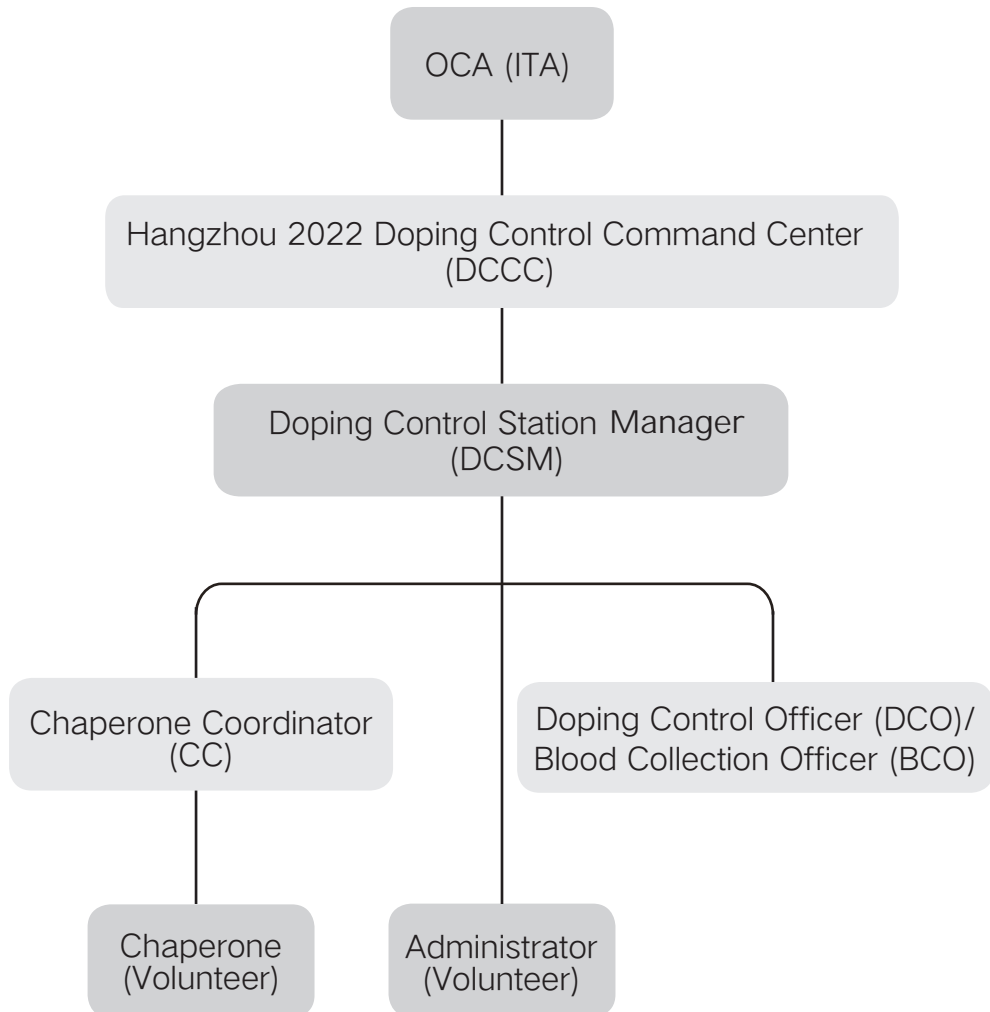 OCA (ITA)
Hangzhou 2022 Doping Control Command Center
(DCCC)
Doping Control Station Manager
(DCSM)
Chaperone Coordinator
(CC)
Doping Control Officer (DCO)/
Blood Collection Officer (BCO)
Chaperone
(Volunteer)
Administrator
(Volunteer)